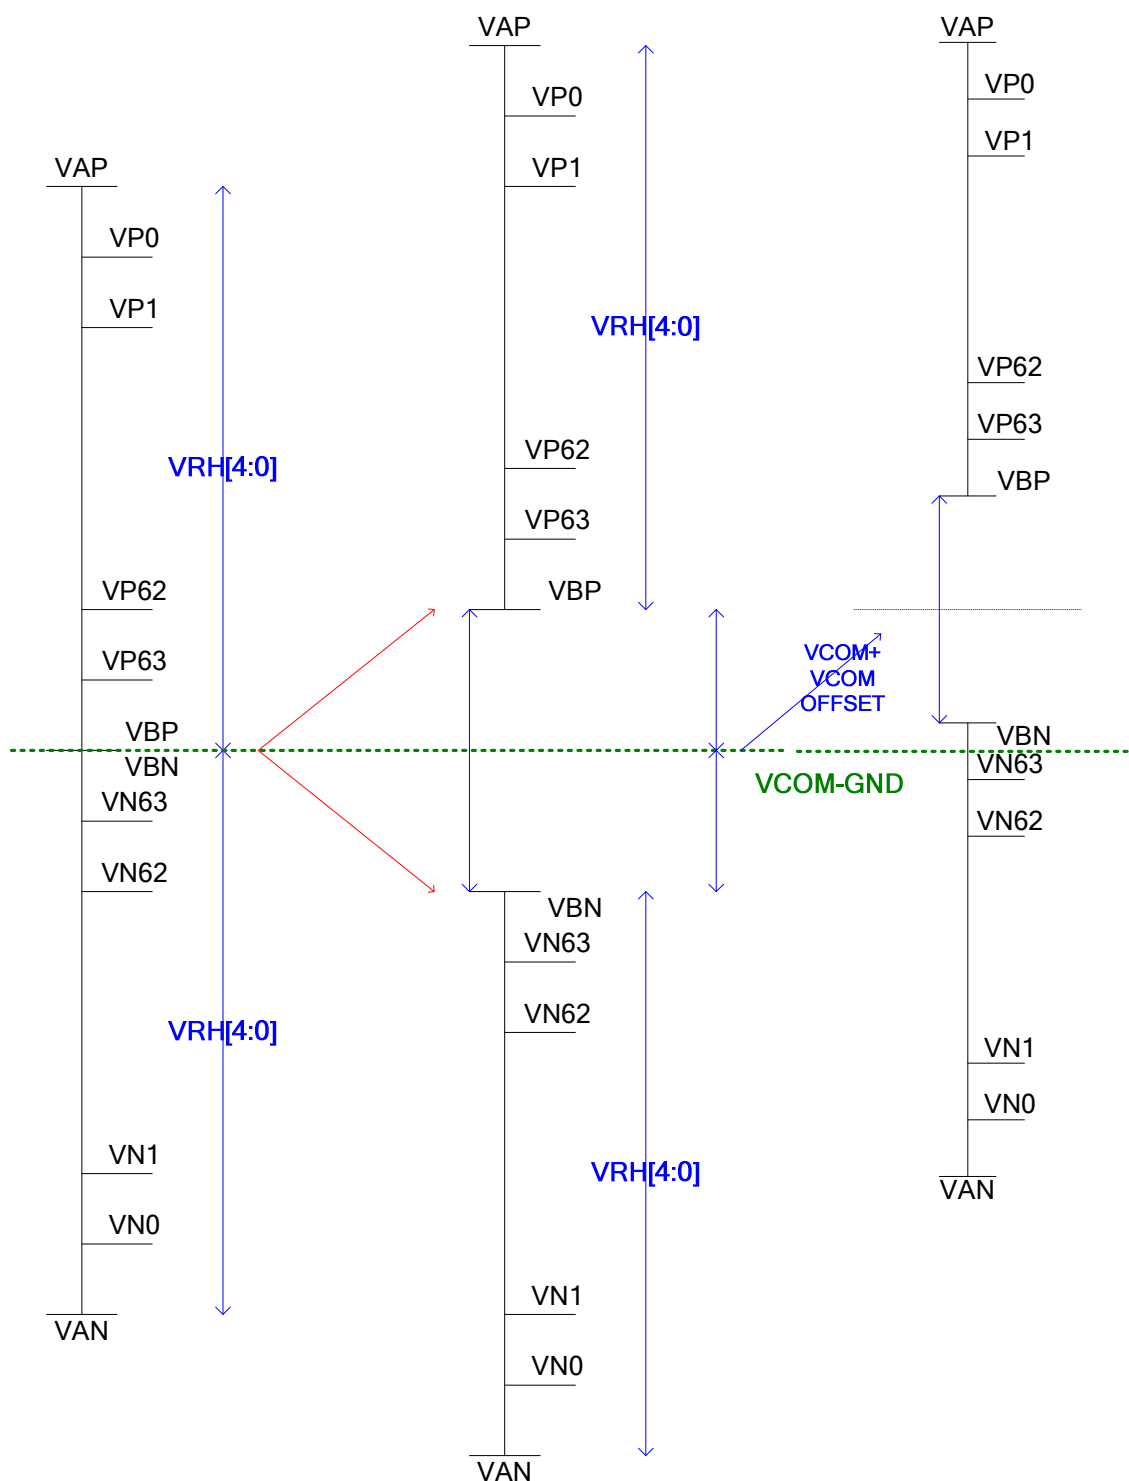 VAP
VP0
VP1
VRH[4:0]
VP62
VP63
VBP
VBN
VN63
VN62
VRH[4:0]
VN1
VN0
VAN
VAP
VP0
VP1
VRH[4:0]
VP62
VP63
VBP
VBN
VN63
VN62
VRH[4:0]
VN1
VN0
VAN
VCOM+
VCOM
OFFSET
VCOM-GND
VAP
VP0
VP1
VP62
VP63
VBP
VBN
VN63
VN62
VN1
VN0
VAN